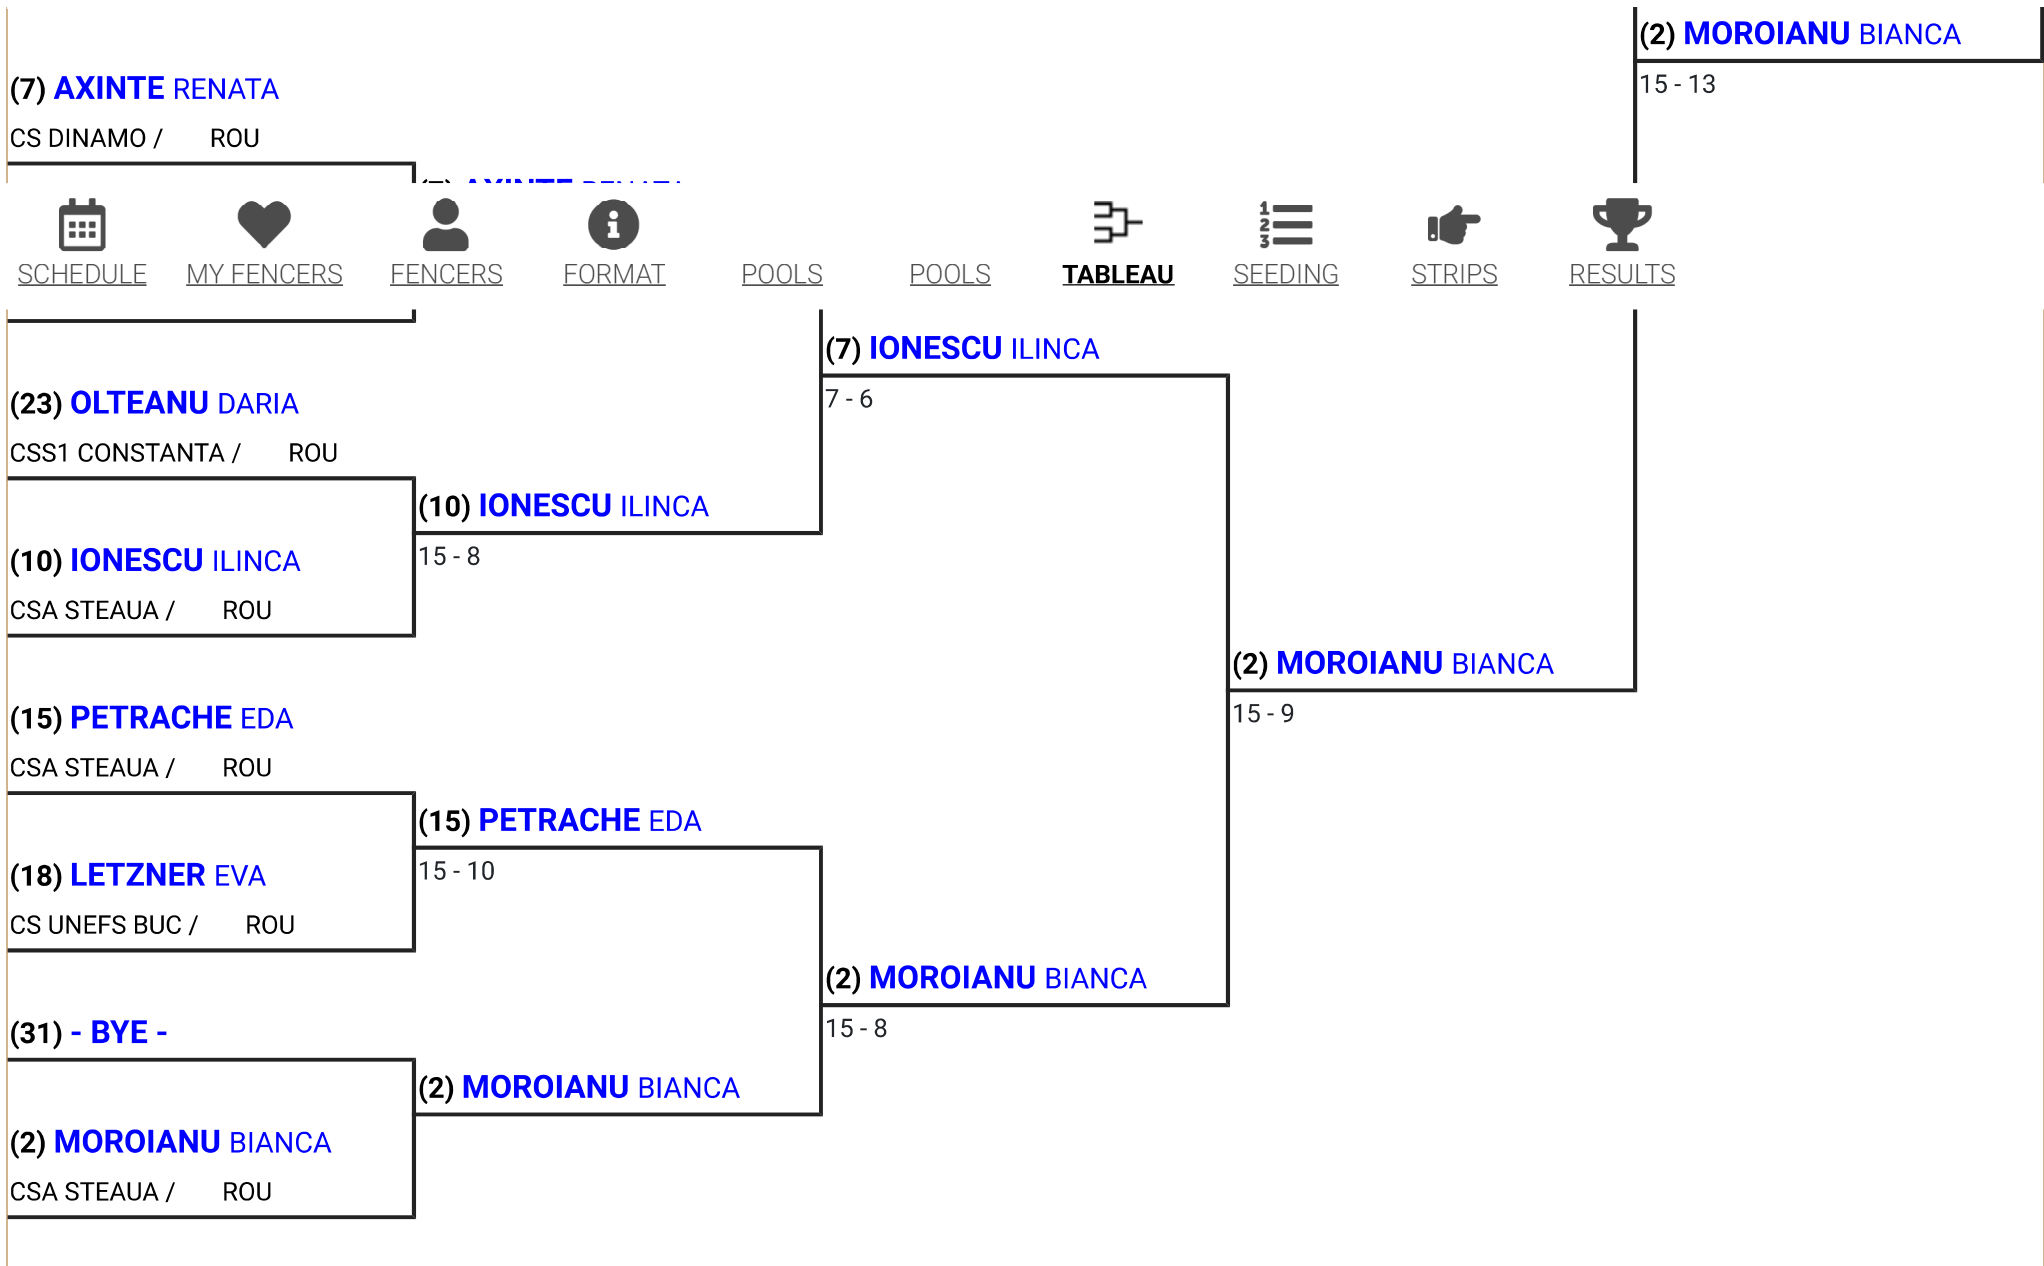 (2) MOROIANU BIANCA
15 - 13
(7) AXINTE RENATA
CS DINAMO / ROU
SCHEDULE MY FENCERS FENCERS FORMAT POOLS POOLS TABLEAU SEEDING STRIPS RESULTS
(7) IONESCU ILINCA
7 - 6
(23) OLTEANU DARIA
CSS1 CONSTANTA / ROU
(10) IONESCU ILINCA
15 - 8
(10) IONESCU ILINCA
CSA STEAUA / ROU
(2) MOROIANU BIANCA
15 - 9
(15) PETRACHE EDA
CSA STEAUA / ROU
(15) PETRACHE EDA
15 - 10
(18) LETZNER EVA
CS UNEFS BUC / ROU
(2) MOROIANU BIANCA
15 - 8
(31) - BYE -
(2) MOROIANU BIANCA
(2) MOROIANU BIANCA
CSA STEAUA / ROU